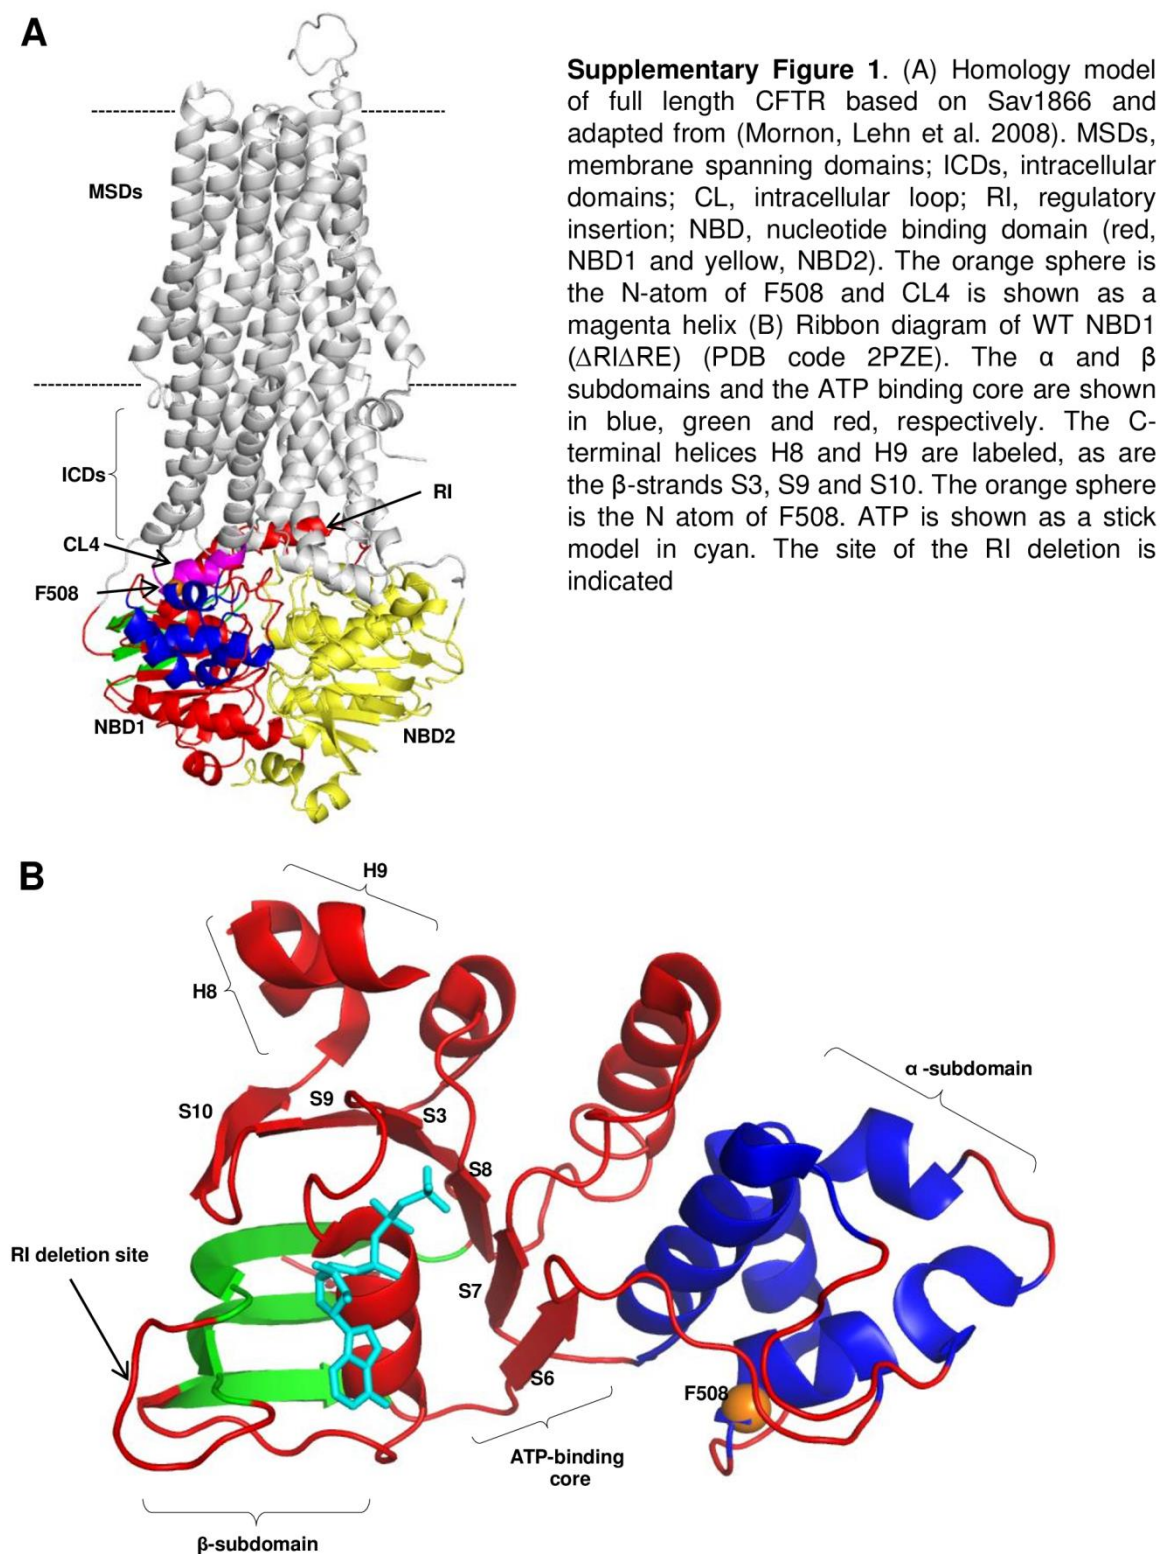 A
Supplementary Figure 1. (A) Homology model
of full length CFTR based on Sav1866 and
adapted from (Mornon, Lehn et al. 2008). MSDs,
membrane spanning domains; ICDs, intracellular
domains; CL, intracellular loop; RI, regulatory
insertion; NBD, nucleotide binding domain (red,
NBD1 and yellow, NBD2). The orange sphere is
the N-atom of F508 and CL4 is shown as a
magenta helix (B) Ribbon diagram of WT NBD1
(ΔRIΔRE) (PDB code 2PZE). The α and β
subdomains and the ATP binding core are shown
in blue, green and red, respectively. The C-
terminal helices H8 and H9 are labeled, as are
the β-strands S3, S9 and S10. The orange sphere
is the N atom of F508. ATP is shown as a stick
model in cyan. The site of the RI deletion is
indicated
MSDs
ICDs
RI
CL4
F508
NBD1
NBD2
B
H9
H8
α -subdomain
S10
S9
S3
S8
RI deletion site
S7
S6
F508
ATP-binding
core
β-subdomain